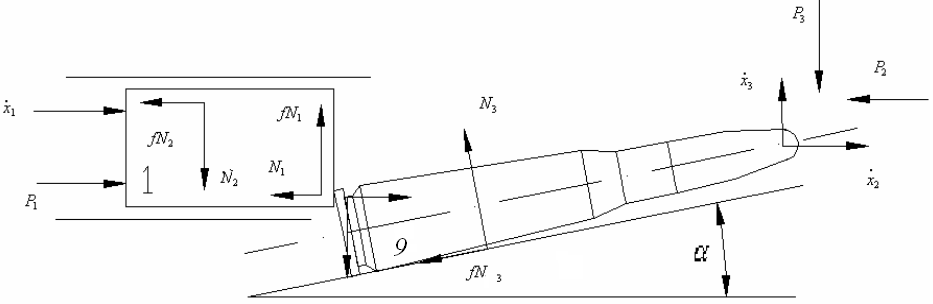 P₃
P₂
ẋ₃
ẋ₁
N₃
fN₁
fN₂
1
N₂
N₁
ẋ₂
P₁
9
fN₃
α